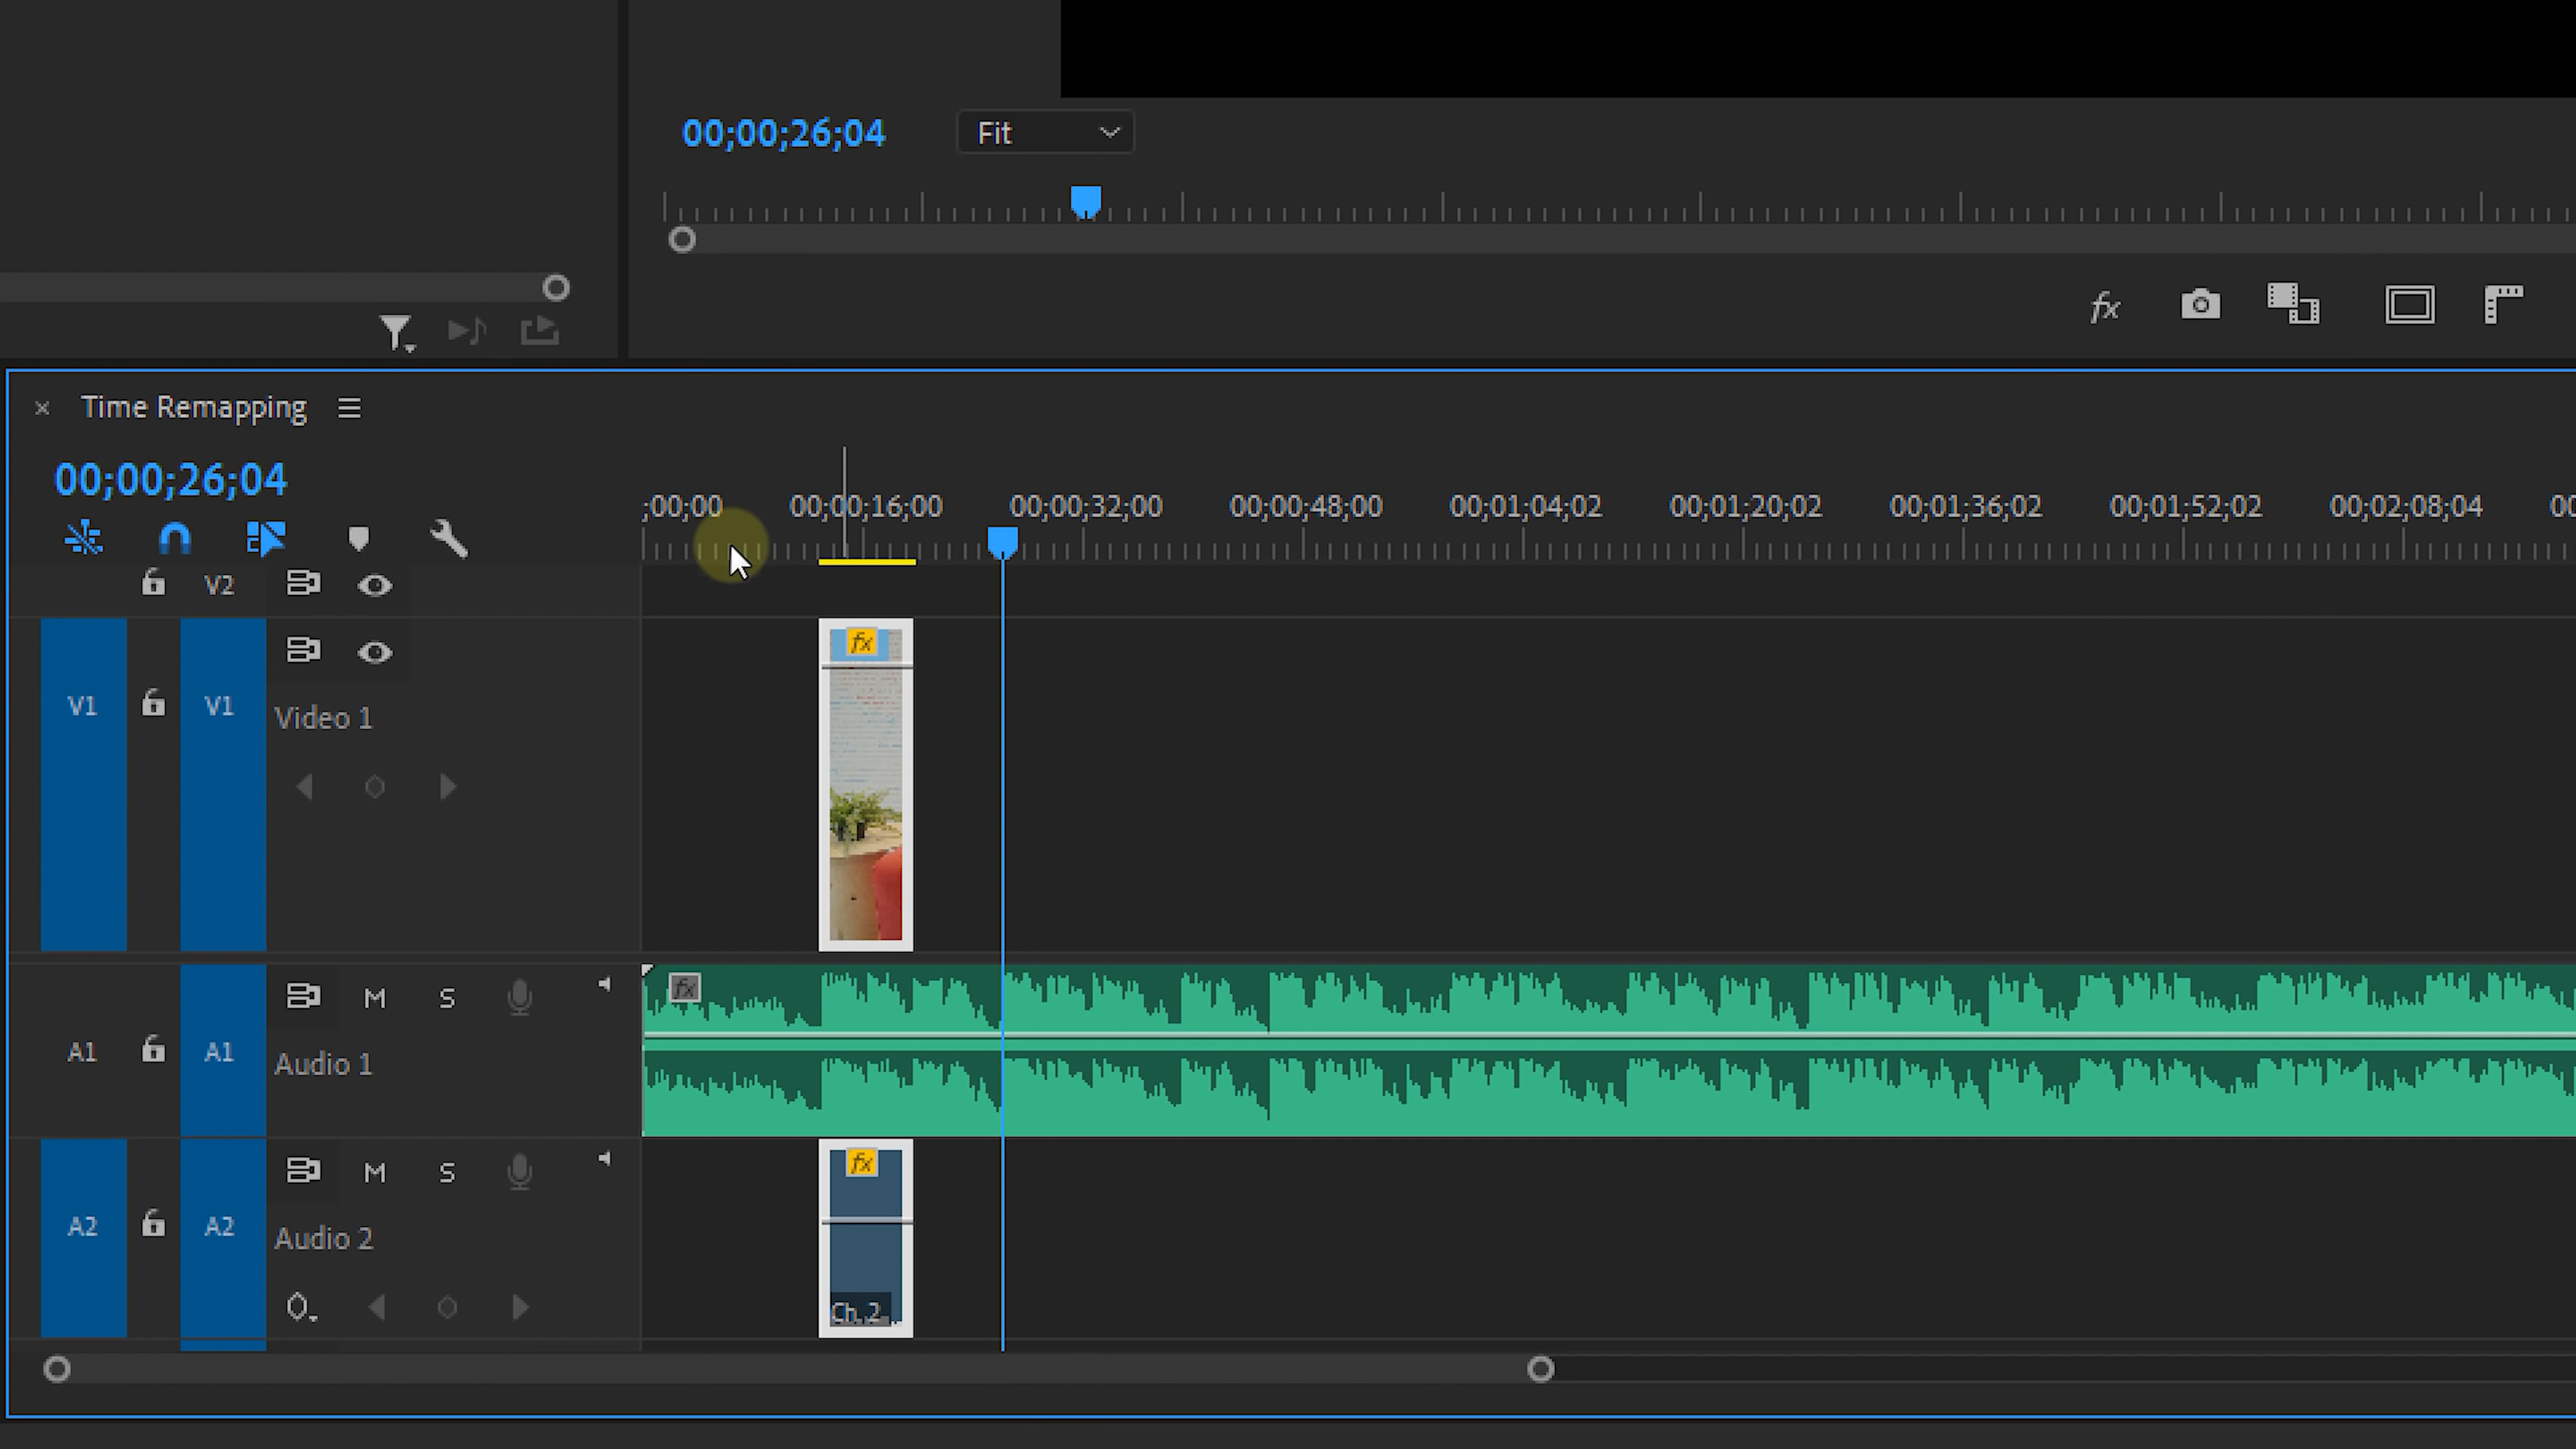 00;00;26;04
Fit
fx
Time Remapping
00;00;26;04
;00;00
00;00;16;00
00;00;32;00
00;00;48;00
00;01;04;02
00;01;20;02
00;01;36;02
00;01;52;02
00;02;08;04
00
V2
fx
V1
V1
Video 1
fx
M
S
A1
A1
Audio 1
fx
M
S
A2
A2
Audio 2
Ch. 2